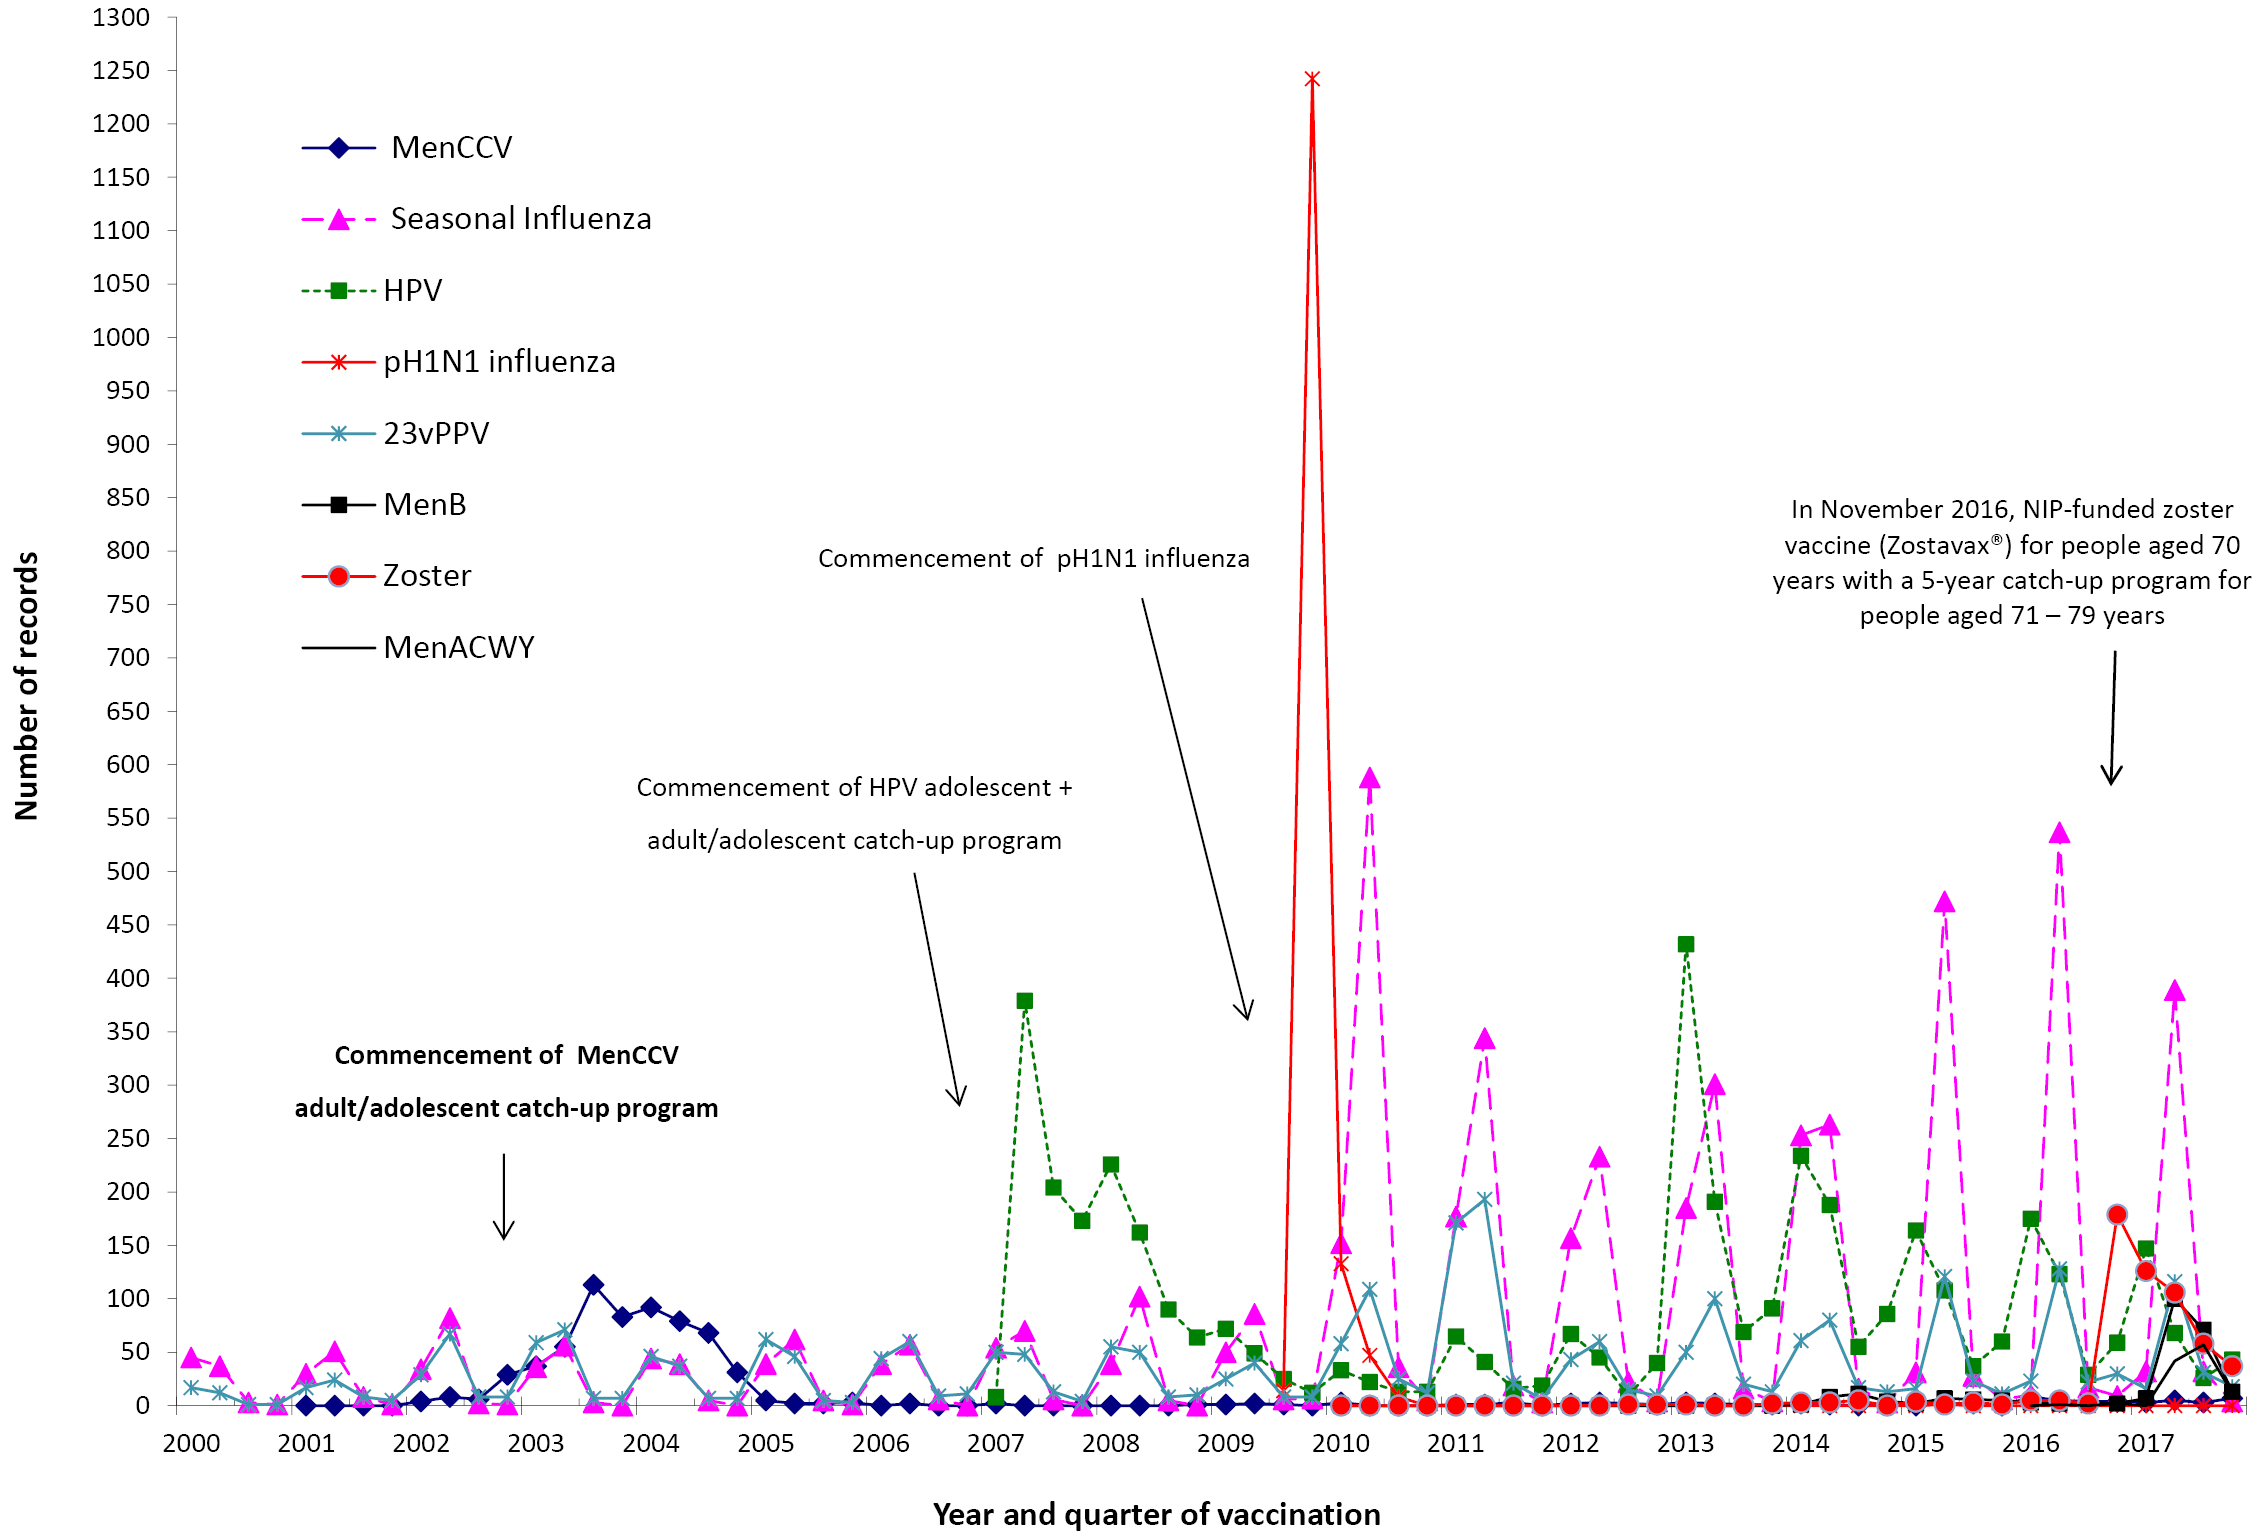 1300
1250
1200
1150
1100
1050
1000
950
900
850
800
750
700
650
600
550
500
450
400
350
300
250
200
150
100
50
0
Number of records
MenCCV
Seasonal Influenza
HPV
pH1N1 influenza
23vPPV
MenB
Zoster
MenACWY
Commencement of MenCCV
adult/adolescent catch-up program
Commencement of HPV adolescent +
adult/adolescent catch-up program
Commencement of pH1N1 influenza
In November 2016, NIP-funded zoster
vaccine (Zostavax®) for people aged 70
years with a 5-year catch-up program for
people aged 71 – 79 years
2000 2001 2002 2003 2004 2005 2006 2007 2008 2009 2010 2011 2012 2013 2014 2015 2016 2017
Year and quarter of vaccination